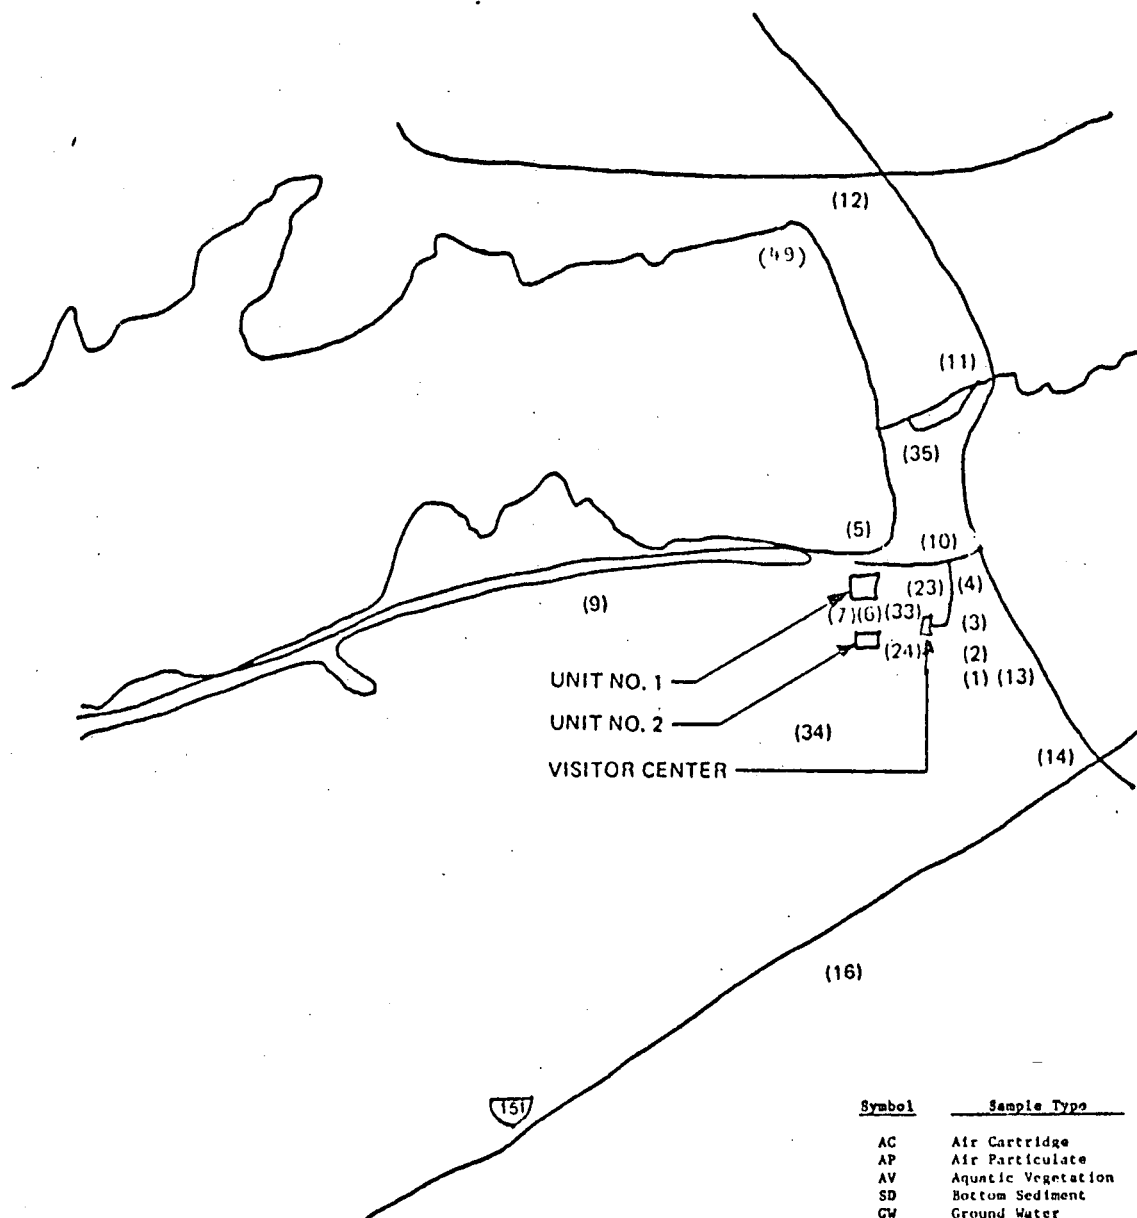 (12)
(49)
(11)
(35)
(5)
(10)
(9)
(23) (4)
(7)(6)(33)
(3)
(24)
(2)
(1) (13)
UNIT NO. 1
UNIT NO. 2
(34)
(14)
VISITOR CENTER
(16)
151
Symbol Sample Type
AC Air Cartridge
AP Air Particulate
AV Aquatic Vegetation
SD Bottom Sediment
GW Ground Water